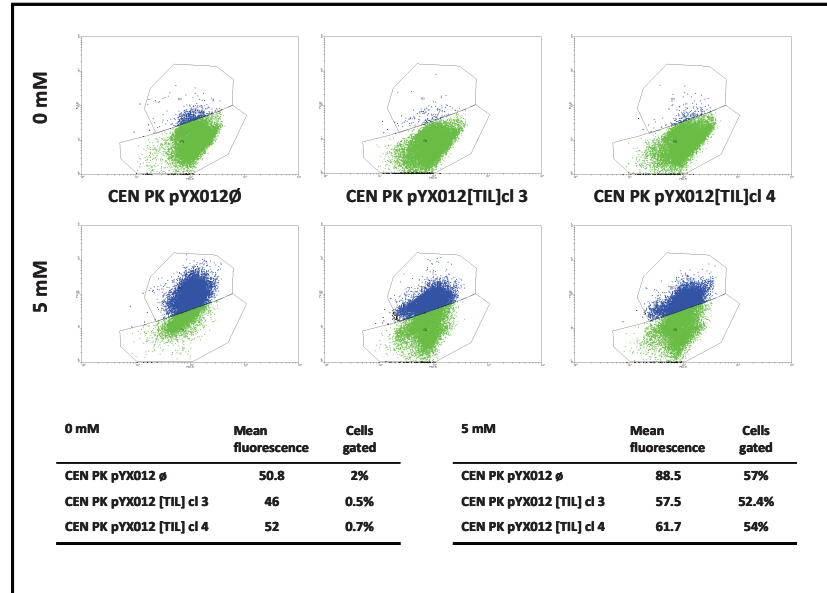 0 mM
CEN PK pYX012Ø
CEN PK pYX012[TIL]cl 3
CEN PK pYX012[TIL]cl 4
5 mM
0 mM Mean fluorescence Cells gated
CEN PK pYX012 ø 50.8 2%
CEN PK pYX012 [TIL] cl 3 46 0.5%
CEN PK pYX012 [TIL] cl 4 52 0.7%
5 mM Mean fluorescence Cells gated
CEN PK pYX012 ø 88.5 57%
CEN PK pYX012 [TIL] cl 3 57.5 52.4%
CEN PK pYX012 [TIL] cl 4 61.7 54%